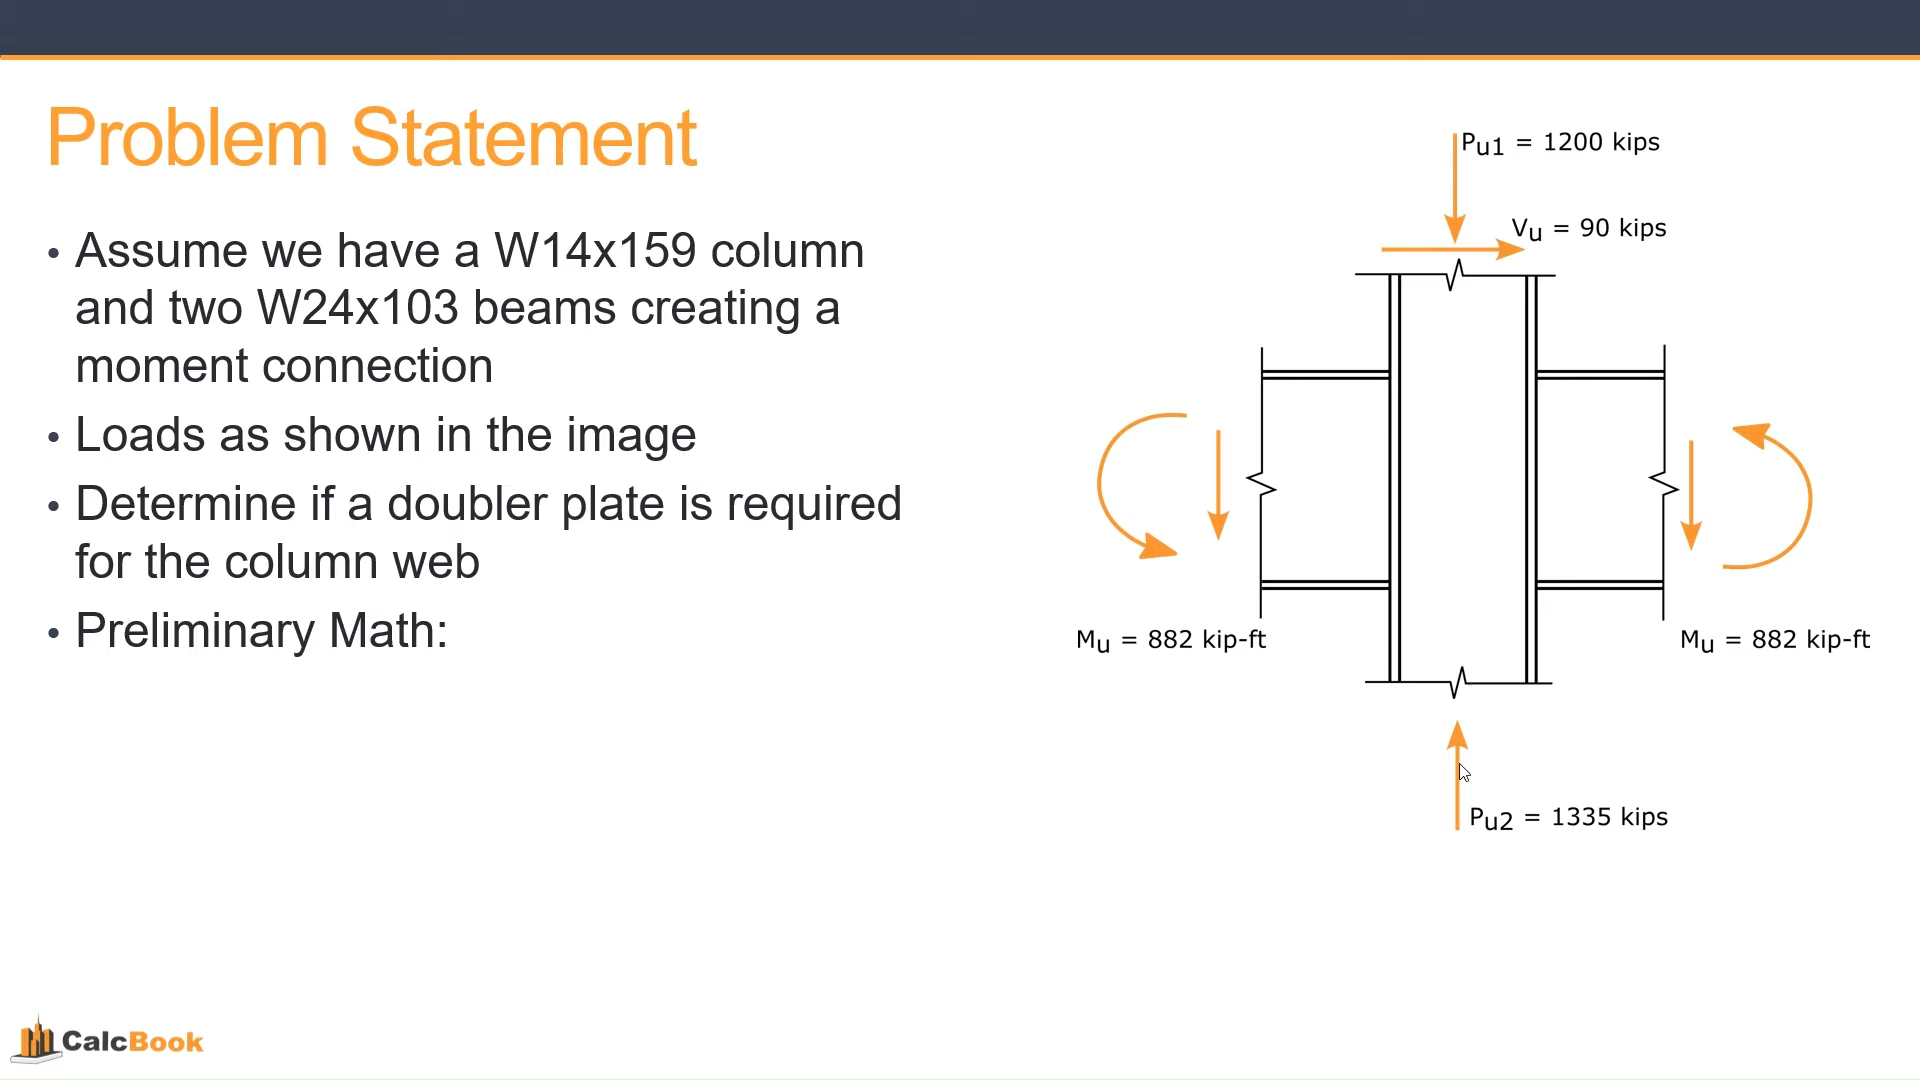 Problem Statement
• Assume we have a W14x159 column
and two W24x103 beams creating a
moment connection
• Loads as shown in the image
• Determine if a doubler plate is required
for the column web
• Preliminary Math:
Pu1 = 1200 kips
Vu = 90 kips
Mu = 882 kip-ft
Mu = 882 kip-ft
Pu2 = 1335 kips
CalcBook